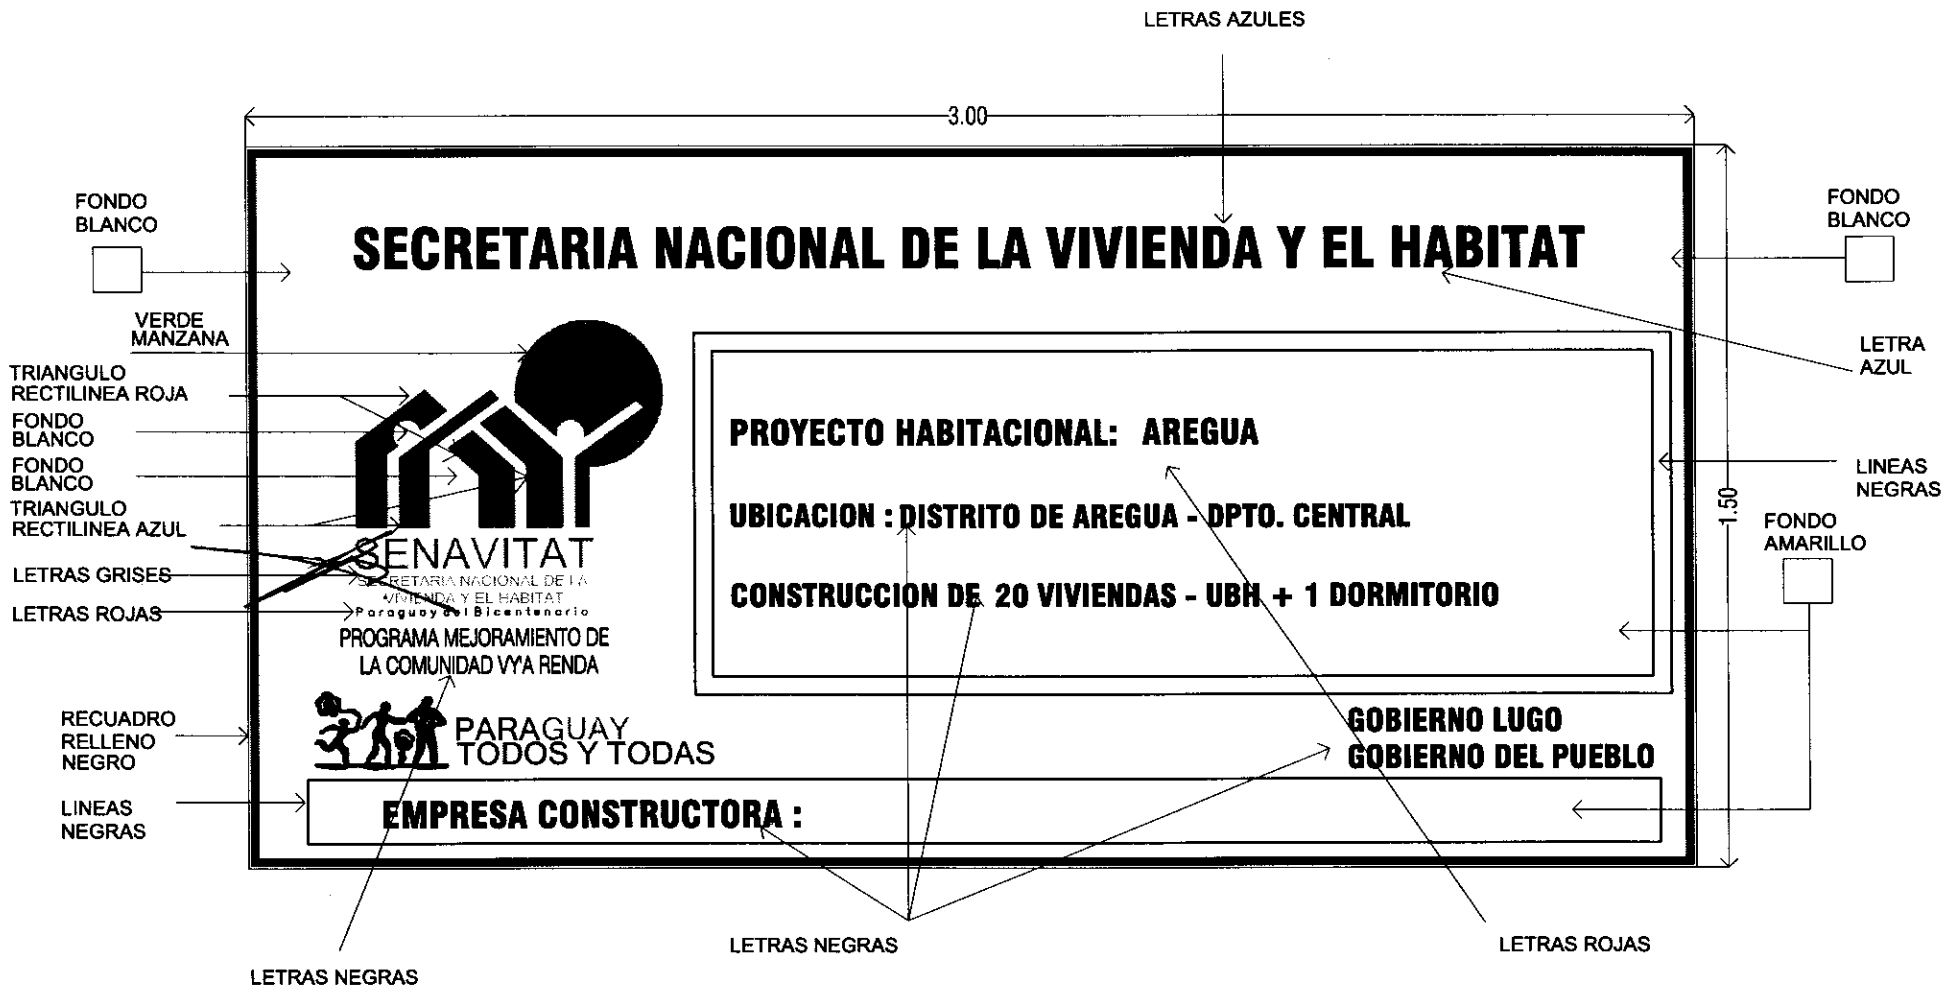 LETRAS AZULES
3.00
FONDO
BLANCO
FONDO
BLANCO
SECRETARIA NACIONAL DE LA VIVIENDA Y EL HABITAT
VERDE
MANZANA
TRIANGULO
RECTILINEA ROJA
FONDO
BLANCO
FONDO
BLANCO
TRIANGULO
RECTILINEA AZUL
LETRAS GRISES
LETRAS ROJAS
SENAVITAT
SECRETARIA NACIONAL DE LA
VIVIENDA Y EL HABITAT
Paraguay del Bicentenario
PROGRAMA MEJORAMIENTO DE
LA COMUNIDAD VY'A RENDA
PROYECTO HABITACIONAL: AREGUA
UBICACION : DISTRITO DE AREGUA - DPTO. CENTRAL
CONSTRUCCION DE 20 VIVIENDAS - UBH + 1 DORMITORIO
LETRA
AZUL
LINEAS
NEGRAS
1.50
FONDO
AMARILLO
RECUADRO
RELLENO
NEGRO
PARAGUAY
TODOS Y TODAS
GOBIERNO LUGO
GOBIERNO DEL PUEBLO
LINEAS
NEGRAS
EMPRESA CONSTRUCTORA :
LETRAS NEGRAS
LETRAS NEGRAS
LETRAS ROJAS